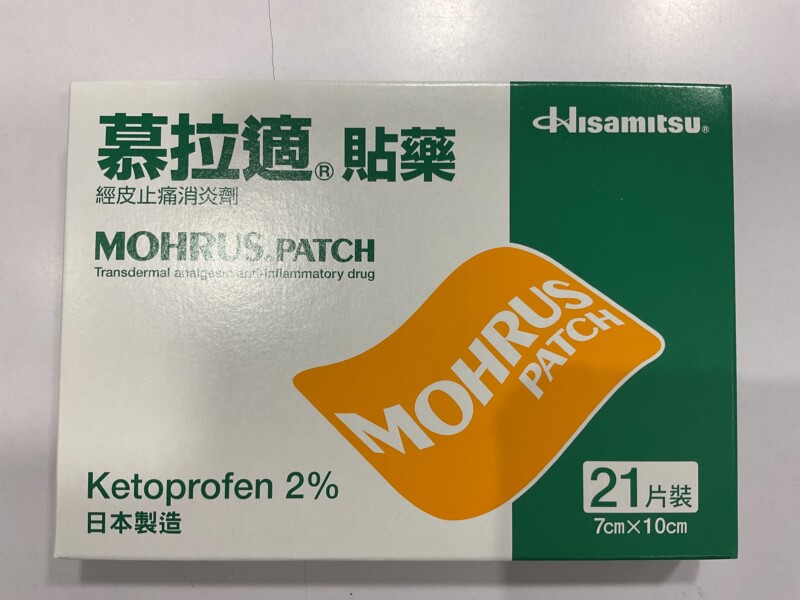 慕拉適® 貼藥
經皮止痛消炎劑
MOHRUS® PATCH
Transdermal analgesic anti-inflammatory drug
Hisamitsu®
MOHRUS
PATCH
Ketoprofen 2%
日本製造
21片裝
7cm×10cm